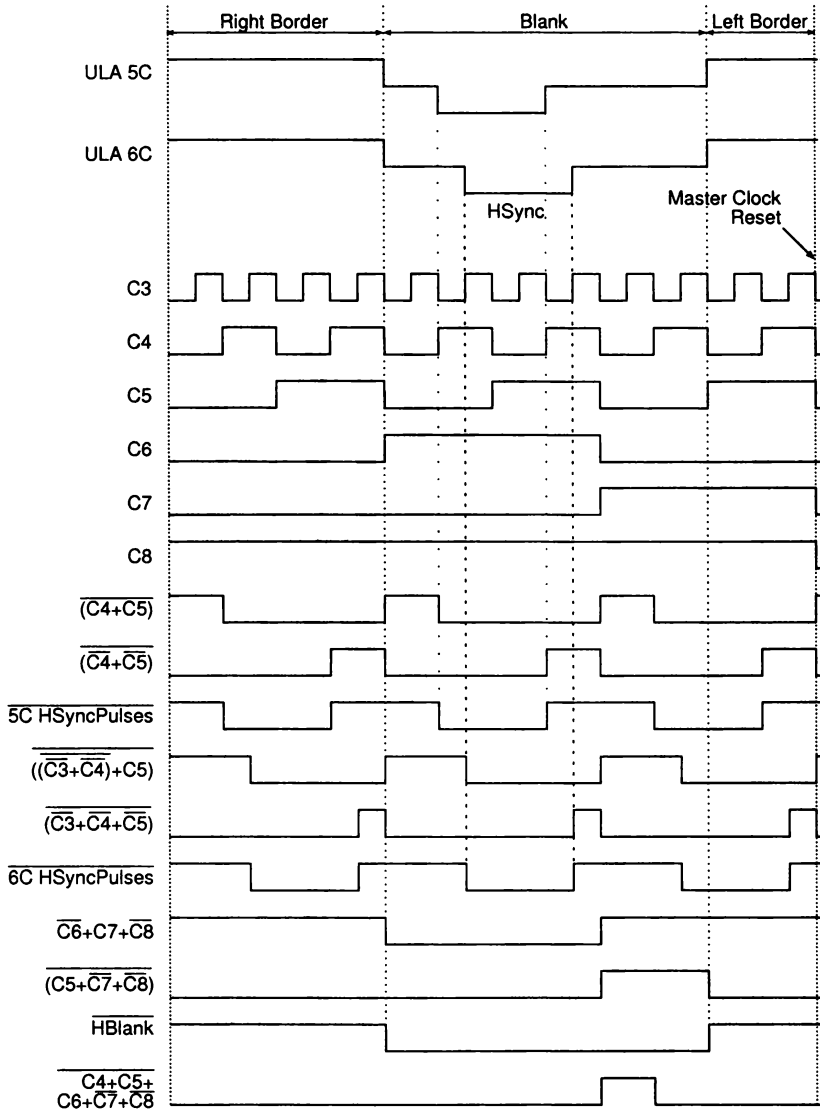 Right Border Blank Left Border
ULA 5C
ULA 6C
HSync
Master Clock
Reset
C3
C4
C5
C6
C7
C8
(C4+C5)
(C4+C5)
5C HSyncPulses
((C3+C4)+C5)
(C3+C4+C5)
6C HSyncPulses
C6+C7+C8
(C5+C7+C8)
HBlank
C4+C5+
C6+C7+C8